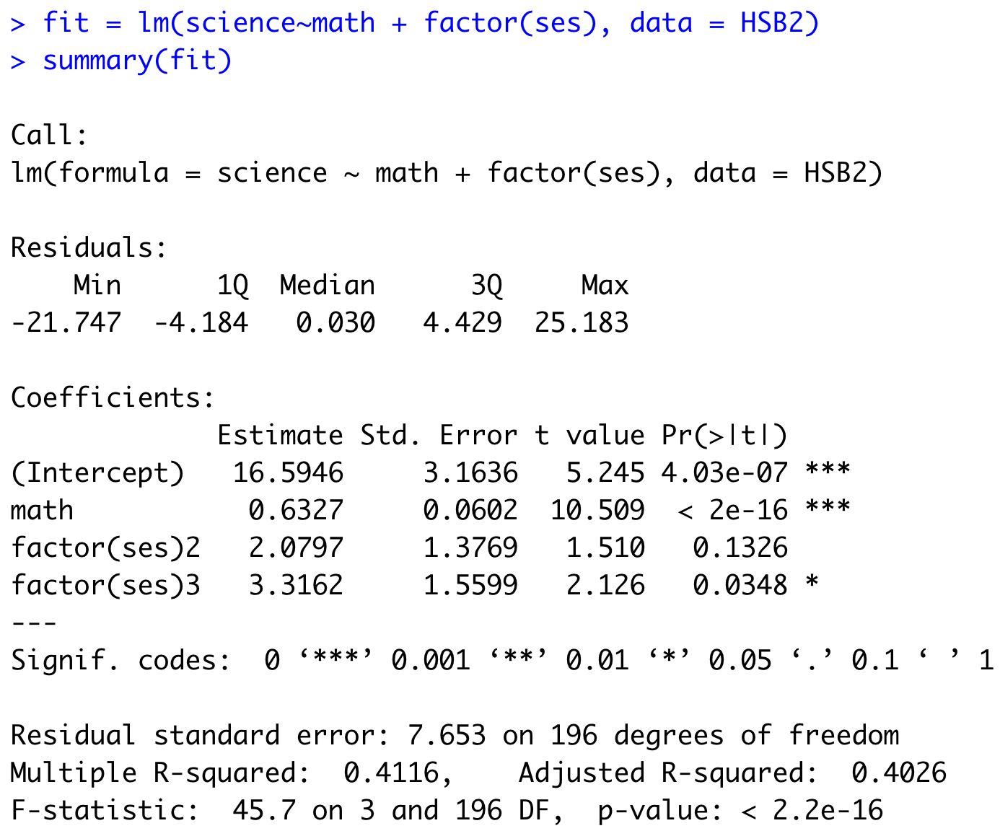 > fit = lm(science~math + factor(ses), data = HSB2)
> summary(fit)
Call:
lm(formula = science ~ math + factor(ses), data = HSB2)
Residuals:
    Min      1Q  Median      3Q     Max
-21.747  -4.184   0.030   4.429  25.183
Coefficients:
             Estimate Std. Error t value Pr(>|t|)
(Intercept)   16.5946     3.1636   5.245 4.03e-07 ***
math           0.6327     0.0602  10.509  < 2e-16 ***
factor(ses)2   2.0797     1.3769   1.510   0.1326
factor(ses)3   3.3162     1.5599   2.126   0.0348 *
---
Signif. codes:  0 ‘***’ 0.001 ‘**’ 0.01 ‘*’ 0.05 ‘.’ 0.1 ‘ ’ 1
Residual standard error: 7.653 on 196 degrees of freedom
Multiple R-squared:  0.4116,    Adjusted R-squared:  0.4026
F-statistic:  45.7 on 3 and 196 DF,  p-value: < 2.2e-16